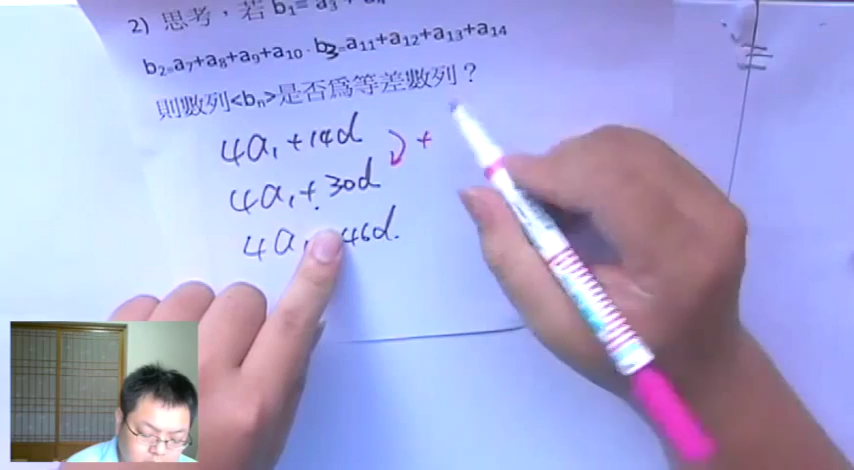 2) 思考,若 b₁= a₃ +
b₂=a₇+a₈+a₉+a₁₀ · b₃=a₁₁+a₁₂+a₁₃+a₁₄
則數列<bₙ>是否為等差數列?
4a₁+14d +
4a₁+30d
4a₁ 46d.